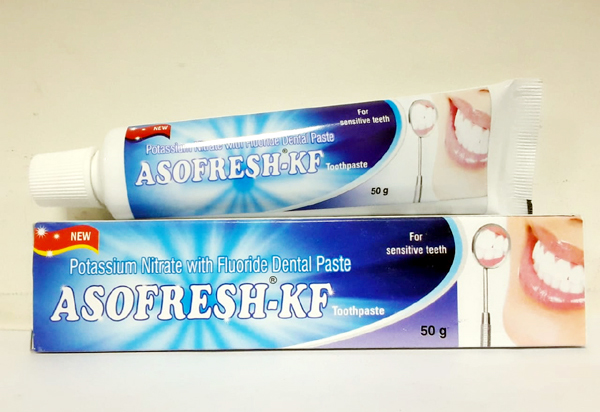 NEW
For
sensitive teeth
Potassium Nitrate with Fluoride Dental Paste
ASOFRESH-KF®
Toothpaste
50 g
NEW
For
sensitive teeth
Potassium Nitrate with Fluoride Dental Paste
ASOFRESH-KF®
Toothpaste
50 g